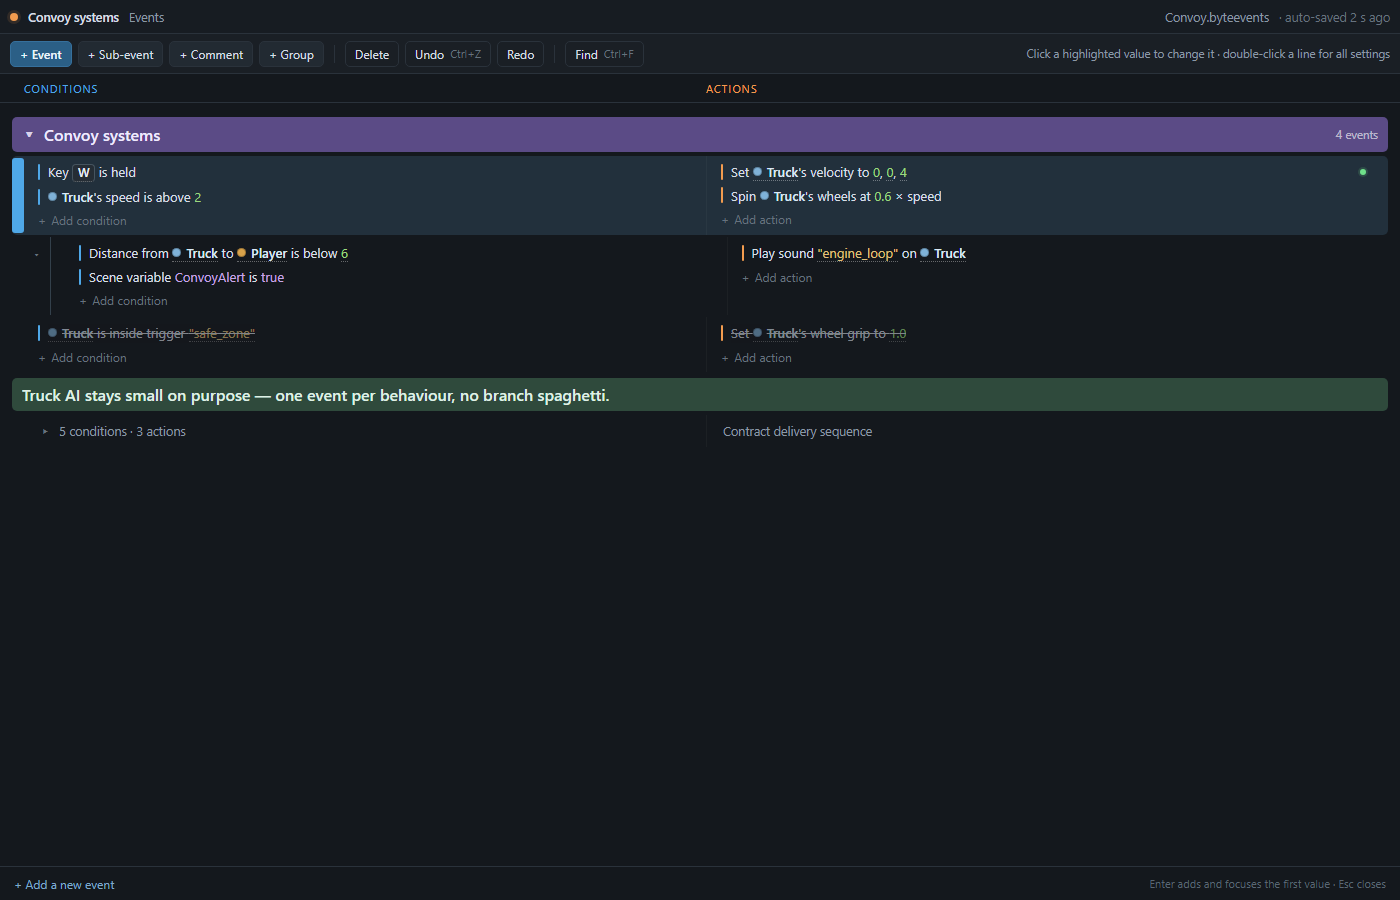 Convoy systems Events Convoy.byteevents · auto-saved 2 s ago
+ Event + Sub-event + Comment + Group Delete Undo Ctrl+Z Redo Find Ctrl+F Click a highlighted value to change it · double-click a line for all settings
CONDITIONS ACTIONS
Convoy systems 4 events
Key W is held Set Truck's velocity to 0, 0, 4
Truck's speed is above 2 Spin Truck's wheels at 0.6 × speed
+ Add condition + Add action
Distance from Truck to Player is below 6 Play sound "engine_loop" on Truck
Scene variable ConvoyAlert is true + Add action
+ Add condition
Truck is inside trigger "safe_zone" Set Truck's wheel grip to 1.0
+ Add condition + Add action
Truck AI stays small on purpose — one event per behaviour, no branch spaghetti.
5 conditions · 3 actions Contract delivery sequence
+ Add a new event Enter adds and focuses the first value · Esc closes